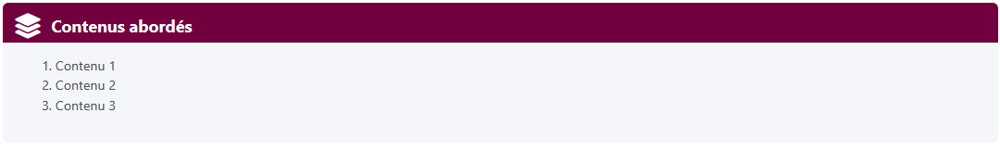 Contenus abordés
1. Contenu 1
2. Contenu 2
3. Contenu 3